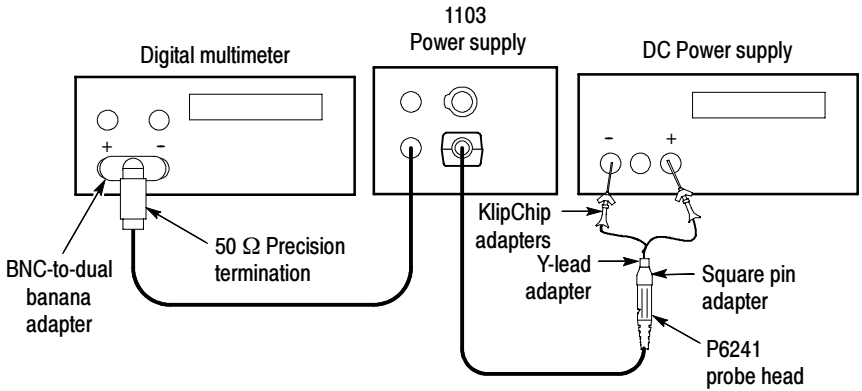 1103
Power supply
Digital multimeter
DC Power supply
+
-
-
+
KlipChip
adapters
50 Ω Precision
termination
BNC-to-dual
banana
adapter
Y-lead
adapter
Square pin
adapter
P6241
probe head